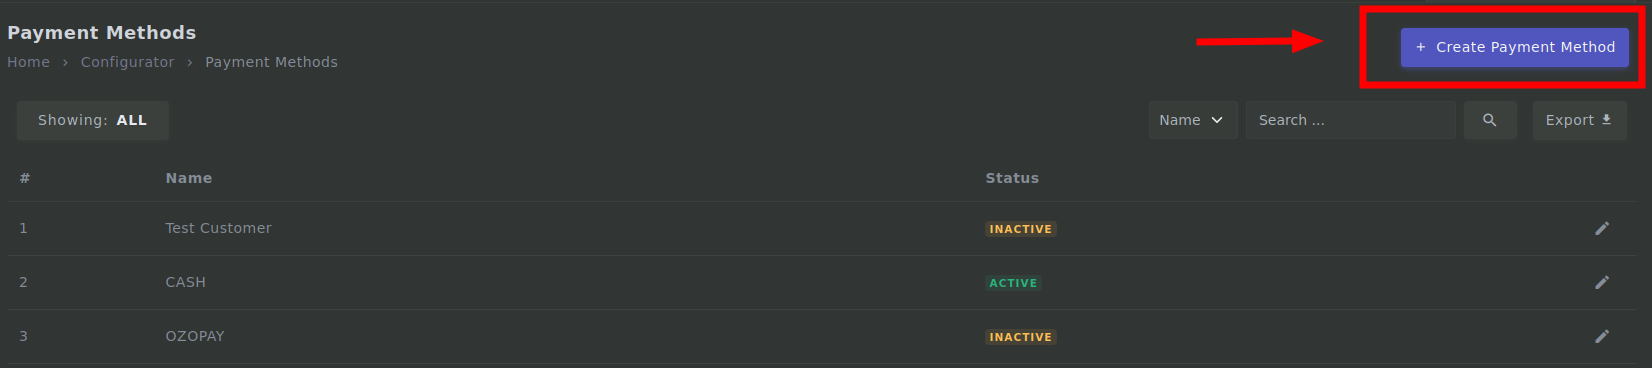 Payment Methods
+ Create Payment Method
Home > Configurator > Payment Methods
Showing: ALL
Name
Search ...
Export
# Name Status
1 Test Customer INACTIVE
2 CASH ACTIVE
3 OZOPAY INACTIVE